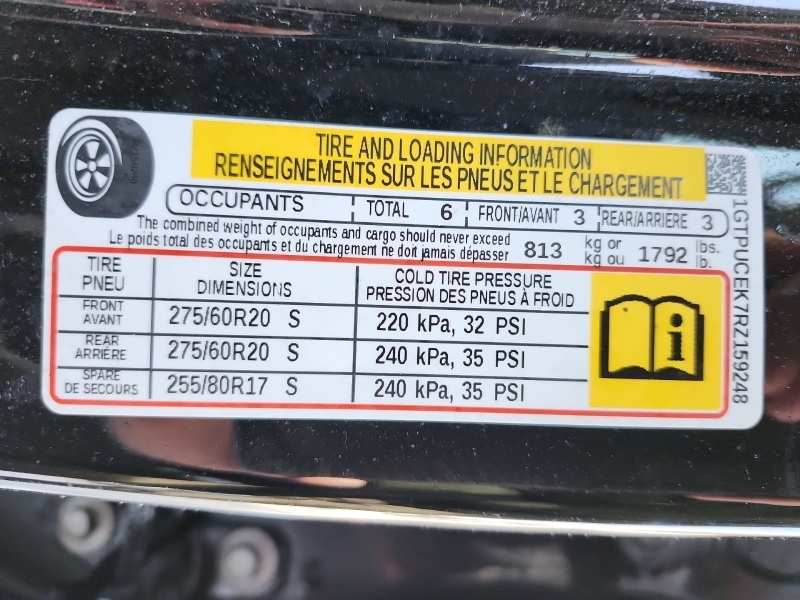 TIRE AND LOADING INFORMATION
RENSEIGNEMENTS SUR LES PNEUS ET LE CHARGEMENT
OCCUPANTS TOTAL 6 FRONT/AVANT 3 REAR/ARRIÈRE 3
The combined weight of occupants and cargo should never exceed
Le poids total des occupants et du chargement ne doit jamais dépasser
813 kg or kg ou 1792 lbs. lb.
TIRE PNEU SIZE DIMENSIONS COLD TIRE PRESSURE PRESSION DES PNEUS À FROID
FRONT AVANT 275/60R20 S 220 kPa, 32 PSI
REAR ARRIÈRE 275/60R20 S 240 kPa, 35 PSI
SPARE DE SECOURS 255/80R17 S 240 kPa, 35 PSI
i
1GTPUCEK7RZ159248